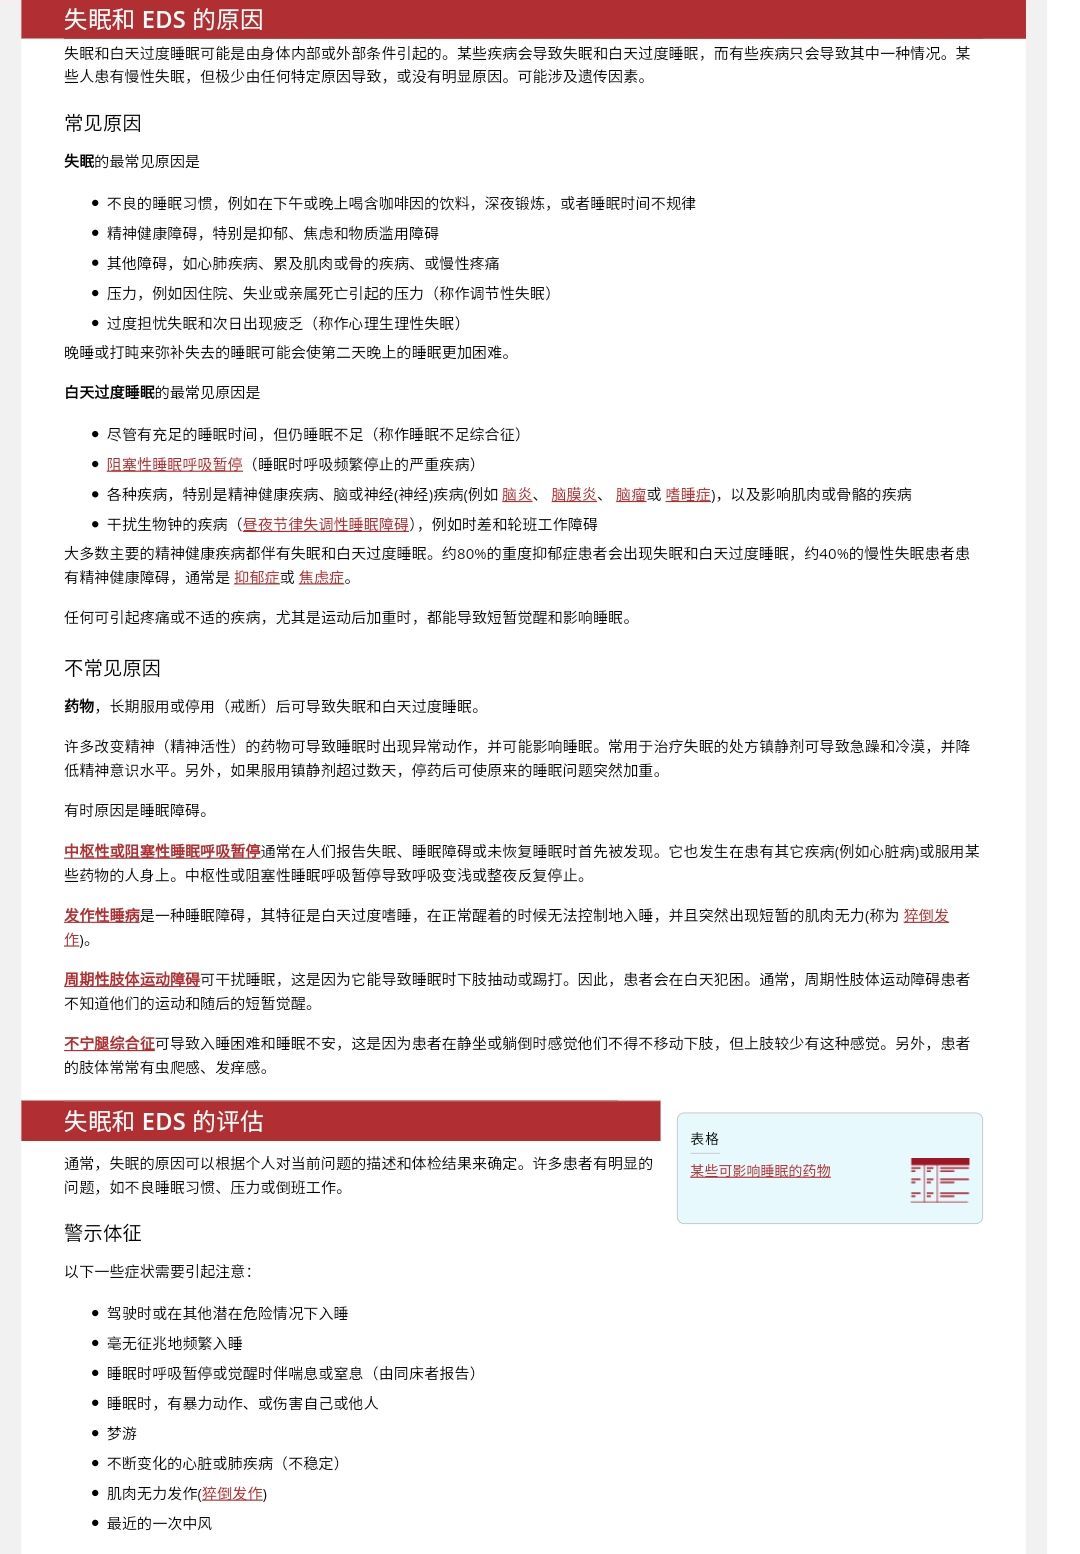 失眠和 EDS 的原因
失眠和白天过度睡眠可能是由身体内部或外部条件引起的。某些疾病会导致失眠和白天过度睡眠，而有些疾病只会导致其中一种情况。某
些人患有慢性失眠，但极少由任何特定原因导致，或没有明显原因。可能涉及遗传因素。
常见原因
失眠的最常见原因是
● 不良的睡眠习惯，例如在下午或晚上喝含咖啡因的饮料，深夜锻炼，或者睡眠时间不规律
● 精神健康障碍，特别是抑郁、焦虑和物质滥用障碍
● 其他障碍，如心肺疾病、累及肌肉或骨的疾病、或慢性疼痛
● 压力，例如因住院、失业或亲属死亡引起的压力（称作调节性失眠）
● 过度担忧失眠和次日出现疲乏（称作心理生理性失眠）
晚睡或打盹来弥补失去的睡眠可能会使第二天晚上的睡眠更加困难。
白天过度睡眠的最常见原因是
● 尽管有充足的睡眠时间，但仍睡眠不足（称作睡眠不足综合征）
● 阻塞性睡眠呼吸暂停（睡眠时呼吸频繁停止的严重疾病）
● 各种疾病，特别是精神健康疾病、脑或神经(神经)疾病(例如 脑炎、 脑膜炎、 脑瘤或 嗜睡症)，以及影响肌肉或骨骼的疾病
● 干扰生物钟的疾病（昼夜节律失调性睡眠障碍），例如时差和轮班工作障碍
大多数主要的精神健康疾病都伴有失眠和白天过度睡眠。约80%的重度抑郁症患者会出现失眠和白天过度睡眠，约40%的慢性失眠患者患
有精神健康障碍，通常是 抑郁症或 焦虑症。
任何可引起疼痛或不适的疾病，尤其是运动后加重时，都能导致短暂觉醒和影响睡眠。
不常见原因
药物，长期服用或停用（戒断）后可导致失眠和白天过度睡眠。
许多改变精神（精神活性）的药物可导致睡眠时出现异常动作，并可能影响睡眠。常用于治疗失眠的处方镇静剂可导致急躁和冷漠，并降
低精神意识水平。另外，如果服用镇静剂超过数天，停药后可使原来的睡眠问题突然加重。
有时原因是睡眠障碍。
中枢性或阻塞性睡眠呼吸暂停通常在人们报告失眠、睡眠障碍或未恢复睡眠时首先被发现。它也发生在患有其它疾病(例如心脏病)或服用某
些药物的人身上。中枢性或阻塞性睡眠呼吸暂停导致呼吸变浅或整夜反复停止。
发作性睡病是一种睡眠障碍，其特征是白天过度嗜睡，在正常醒着的时候无法控制地入睡，并且突然出现短暂的肌肉无力(称为 猝倒发
作)。
周期性肢体运动障碍可干扰睡眠，这是因为它能导致睡眠时下肢抽动或踢打。因此，患者会在白天犯困。通常，周期性肢体运动障碍患者
不知道他们的运动和随后的短暂觉醒。
不宁腿综合征可导致入睡困难和睡眠不安，这是因为患者在静坐或躺倒时感觉他们不得不移动下肢，但上肢较少有这种感觉。另外，患者
的肢体常常有虫爬感、发痒感。
失眠和 EDS 的评估
通常，失眠的原因可以根据个人对当前问题的描述和体检结果来确定。许多患者有明显的
问题，如不良睡眠习惯、压力或倒班工作。
表格
某些可影响睡眠的药物
警示体征
以下一些症状需要引起注意：
● 驾驶时或在其他潜在危险情况下入睡
● 毫无征兆地频繁入睡
● 睡眠时呼吸暂停或觉醒时伴喘息或窒息（由同床者报告）
● 睡眠时，有暴力动作、或伤害自己或他人
● 梦游
● 不断变化的心脏或肺疾病（不稳定）
● 肌肉无力发作(猝倒发作)
● 最近的一次中风